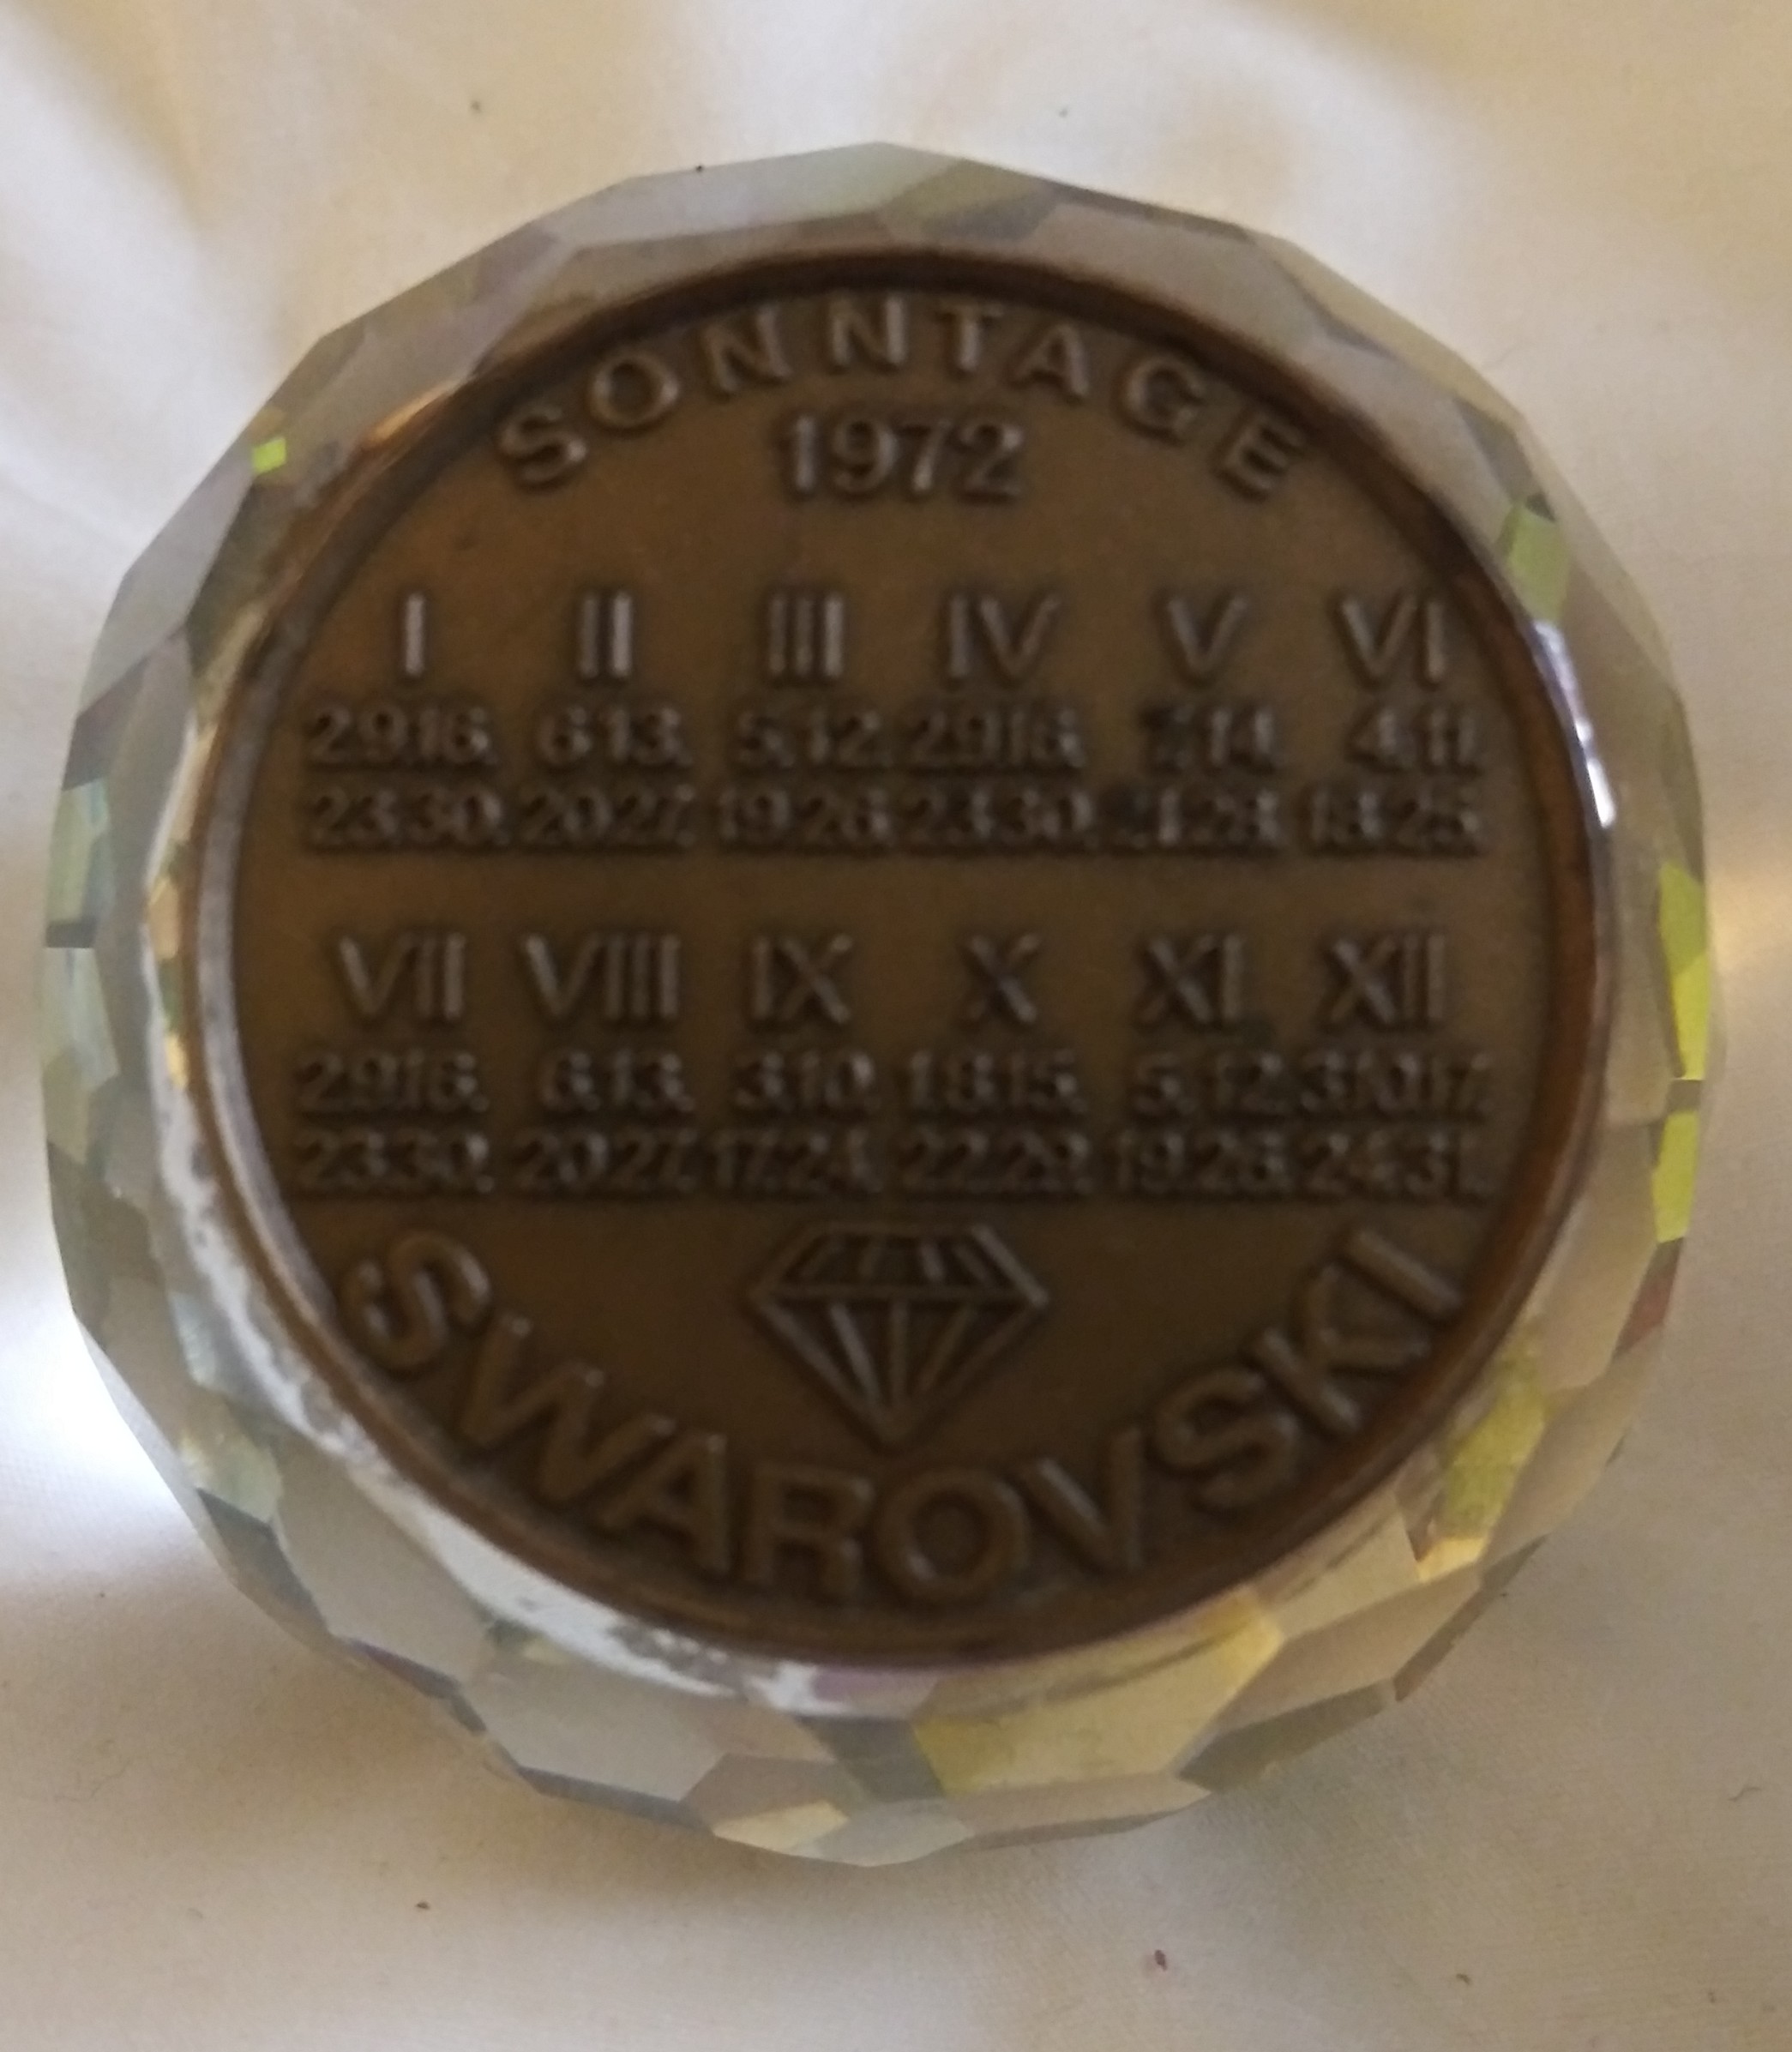 SONNTAGE
1972
I II III IV V VI
2.9.16. 6.13. 5.12. 2.9.16. 7.14. 4.11.
23.30. 20.27. 19.26. 23.30. 21.28. 18.25.
VII VIII IX X XI XII
2.9.16. 6.13. 3.10. 1.8.15. 5.12. 3.10.17.
23.30. 20.27. 17.24. 22.29. 19.26. 24.31.
SWAROVSKI